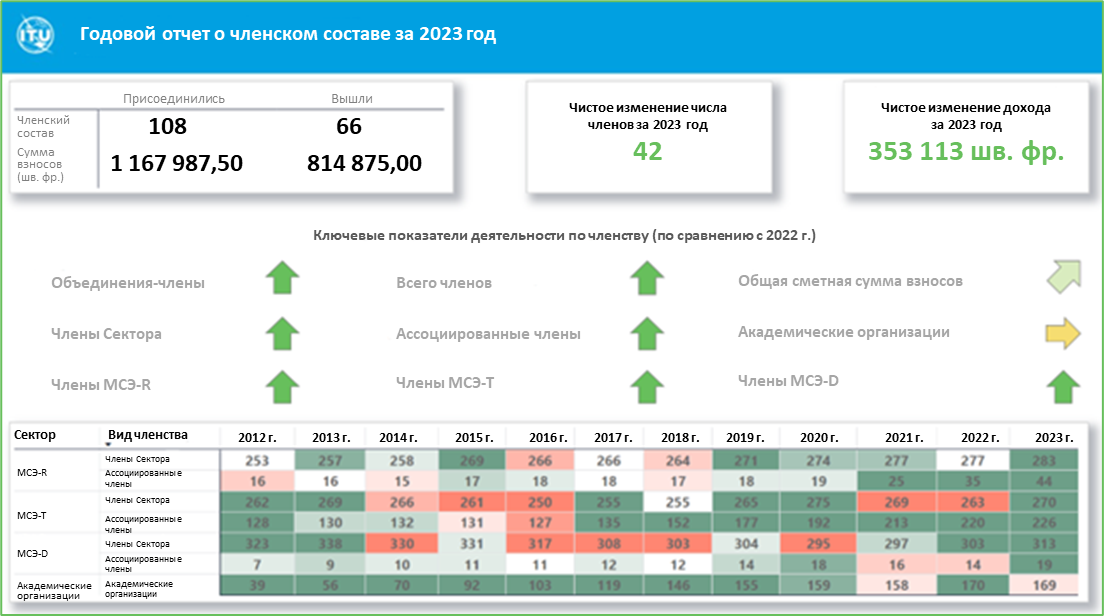 ITU
Годовой отчет о членском составе за 2023 год
Присоединились Вышли
Членский
состав
108 66
Сумма
взносов
(шв. фр.)
1 167 987,50 814 875,00
Чистое изменение числа
членов за 2023 год
42
Чистое изменение дохода
за 2023 год
353 113 шв. фр.
Ключевые показатели деятельности по членству (по сравнению с 2022 г.)
Объединения-члены Всего членов Общая сметная сумма взносов
Члены Сектора Ассоциированные члены Академические организации
Члены МСЭ-R Члены МСЭ-Т Члены МСЭ-D
Сектор Вид членства 2012 г. 2013 г. 2014 г. 2015 г. 2016 г. 2017 г. 2018 г. 2019 г. 2020 г. 2021 г. 2022 г. 2023 г.
МСЭ-R
Члены Сектора 253 257 258 269 266 266 264 271 274 277 277 283
Ассоциированные
члены
16 16 15 17 18 18 17 18 19 25 35 44
МСЭ-Т
Члены Сектора 262 269 266 261 250 255 255 265 275 269 263 270
Ассоциированные
члены
128 130 132 131 127 135 152 177 192 213 220 226
МСЭ-D
Члены Сектора 323 338 330 331 317 308 303 304 295 297 303 313
Ассоциированные
члены
7 9 10 11 11 12 12 14 18 16 14 19
Академические
организации
Академические
организации
39 56 70 92 103 119 146 155 159 158 170 169